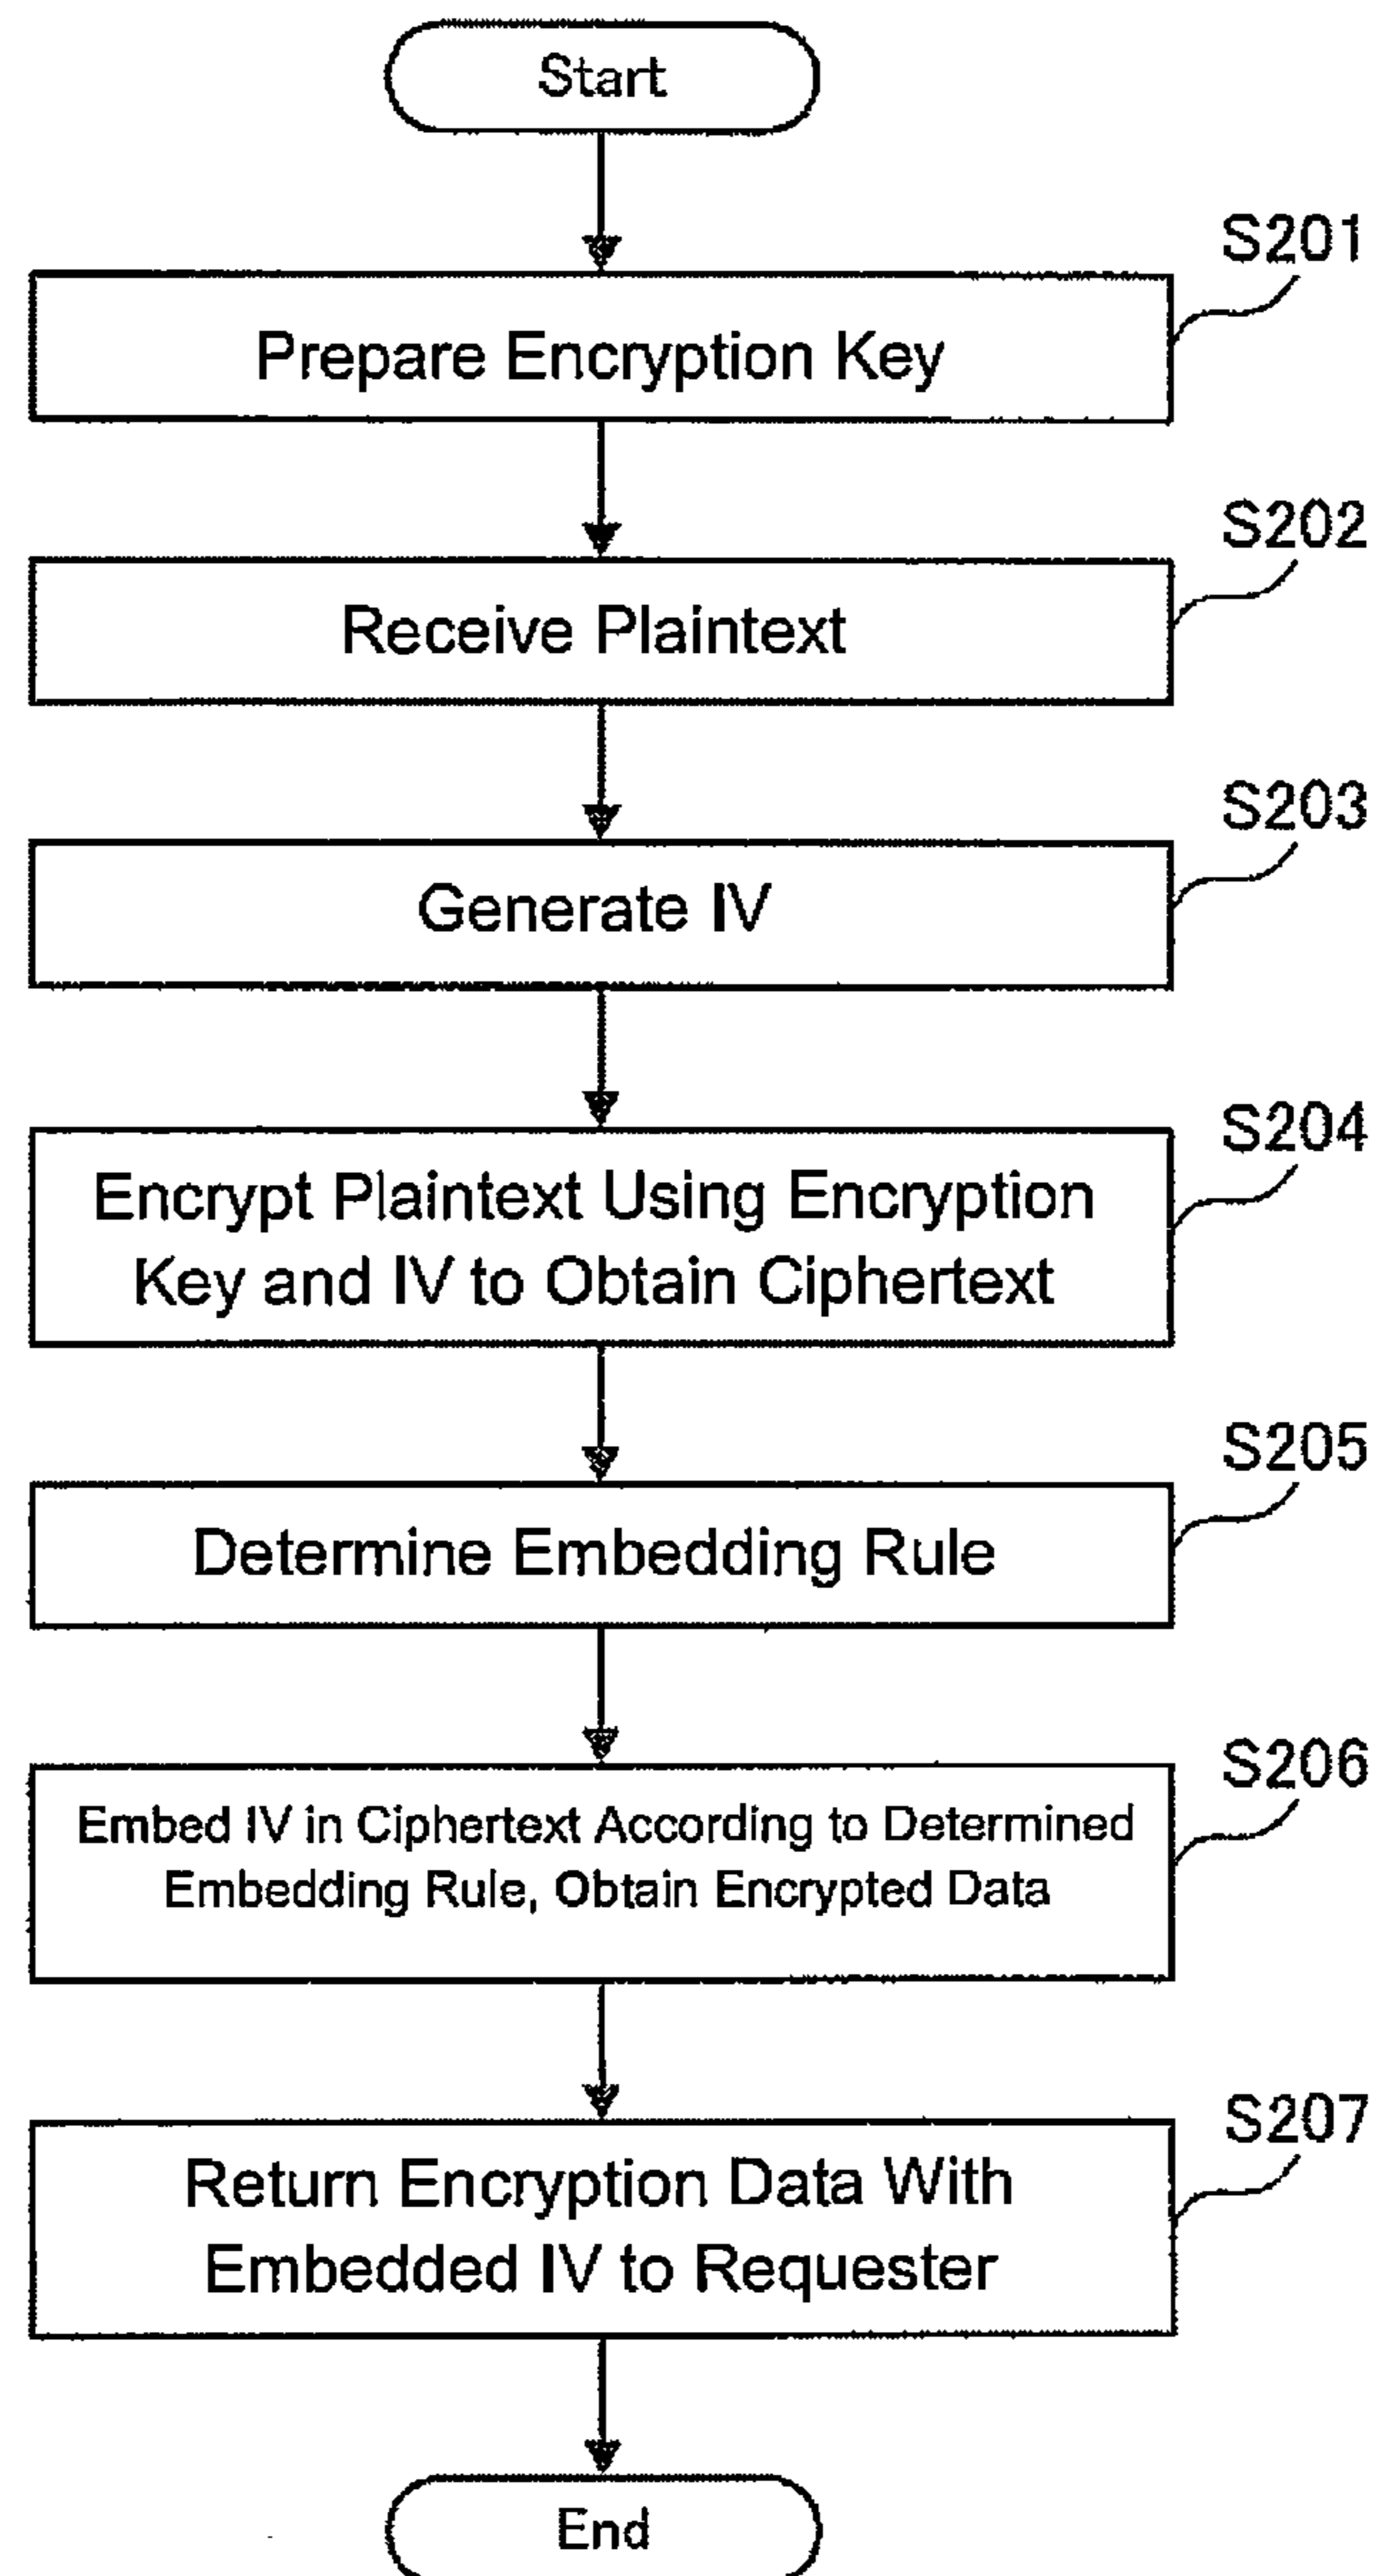 Start
S201
Prepare Encryption Key
S202
Receive Plaintext
S203
Generate IV
S204
Encrypt Plaintext Using Encryption
Key and IV to Obtain Ciphertext
S205
Determine Embedding Rule
S206
Embed IV in Ciphertext According to Determined
Embedding Rule, Obtain Encrypted Data
S207
Return Encryption Data With
Embedded IV to Requester
End